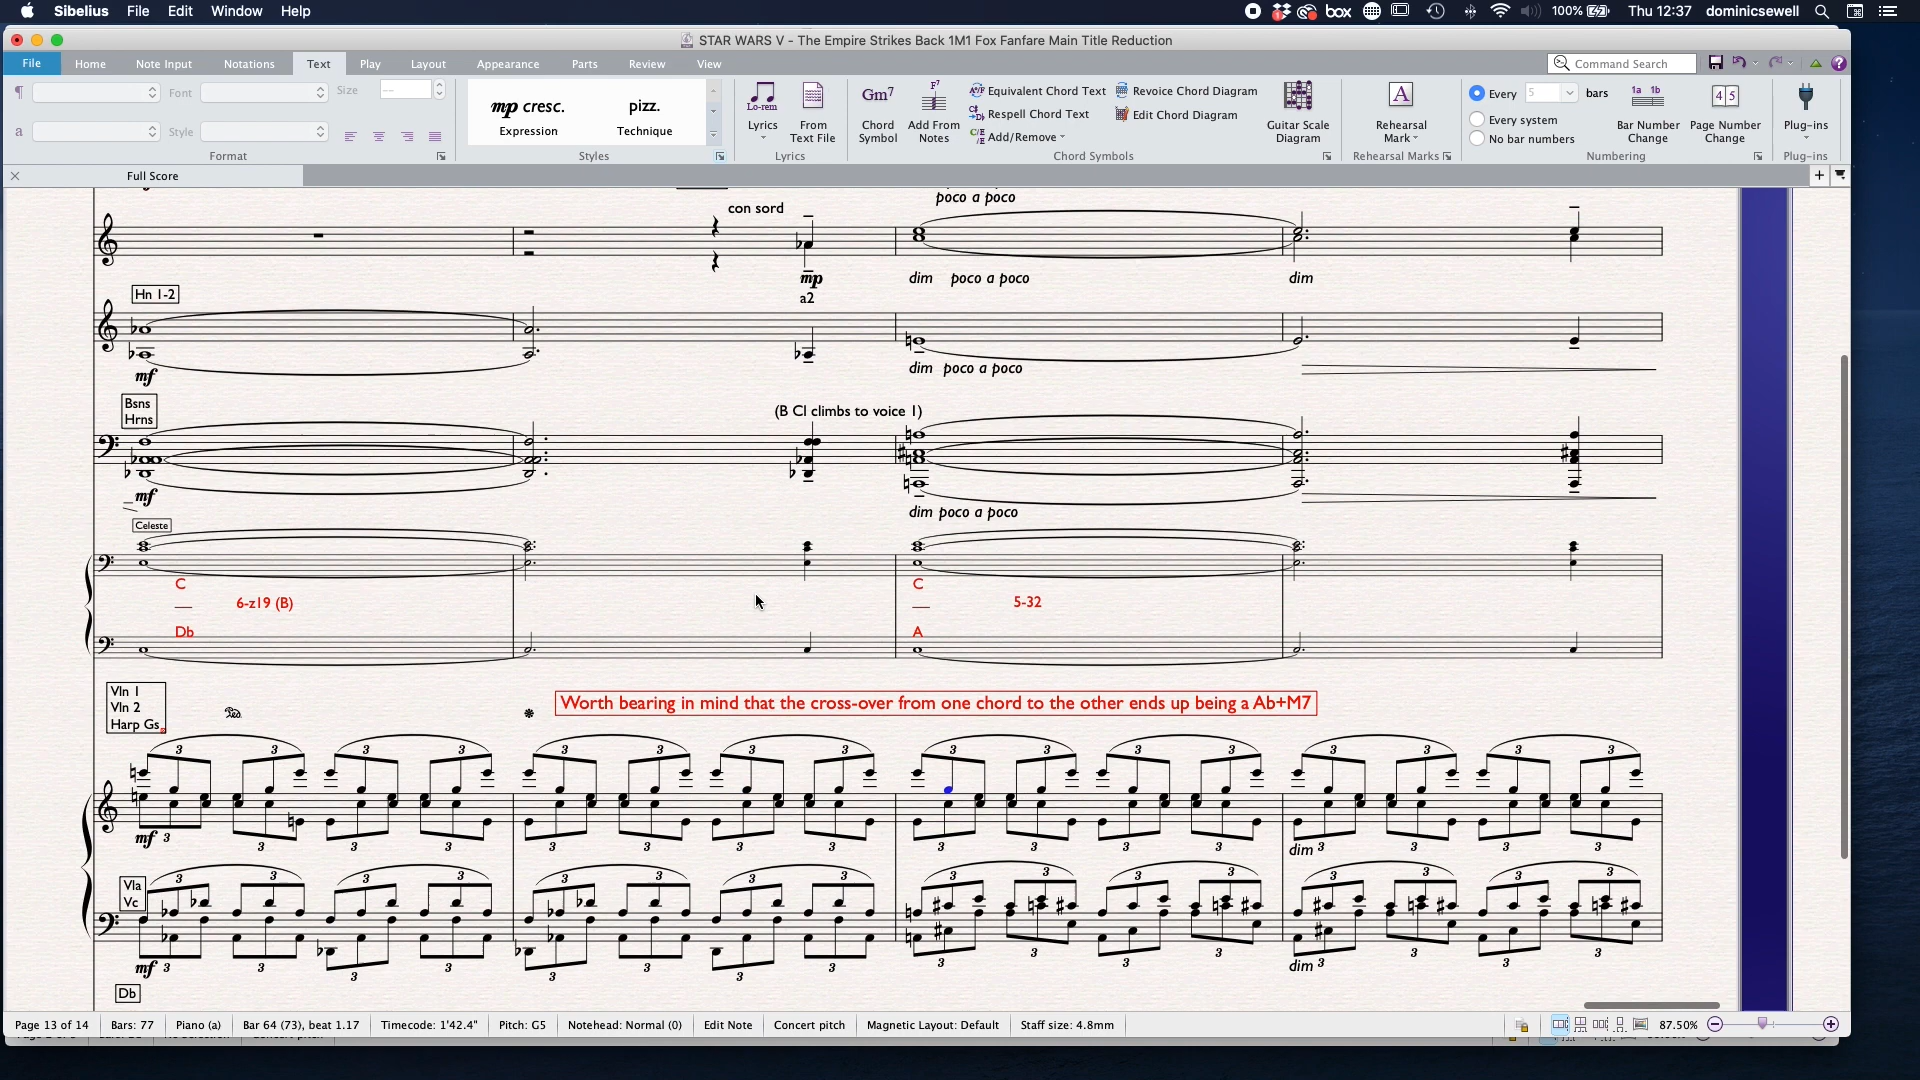 Sibelius File Edit Window Help
box 100% Thu 12:37 dominicsewell
STAR WARS V - The Empire Strikes Back 1M1 Fox Fanfare Main Title Reduction
File Home Note Input Notations Text Play Layout Appearance Parts Review View Command Search
Font Size
mp cresc. pizz.
Expression Technique
a Style
Format Styles
Lo-rem
Lyrics From Text File
Lyrics
Gm7
Chord Symbol
Add From Notes
Equivalent Chord Text
Respell Chord Text
Add/Remove
Revoice Chord Diagram
Edit Chord Diagram
Guitar Scale Diagram
Chord Symbols
A
Rehearsal Mark
Rehearsal Marks
Every 5 bars
Every system
No bar numbers
Bar Number Change
Page Number Change
Numbering
Plug-ins
Plug-ins
Full Score
poco a poco
con sord
mp dim poco a poco dim
a2
Hn 1-2
mf dim poco a poco
Bsns
Hrns
(B Cl climbs to voice 1)
mf
dim poco a poco
Celeste
C C
6-z19 (B) 5-32
Db A
Vln 1
Vln 2
Harp Gs
Worth bearing in mind that the cross-over from one chord to the other ends up being a Ab+M7
mf
dim
Vla
Vc
mf
dim
Db
Page 13 of 14 Bars: 77 Piano (a) Bar 64 (73), beat 1.17 Timecode: 1'42.4" Pitch: G5 Notehead: Normal (0) Edit Note Concert pitch Magnetic Layout: Default Staff size: 4.8mm 87.50%